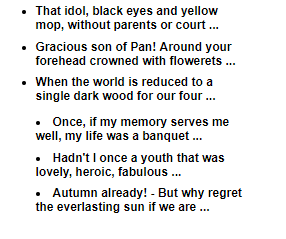 • That idol, black eyes and yellow
mop, without parents or court ...
• Gracious son of Pan! Around your
forehead crowned with flowerets ...
• When the world is reduced to a
single dark wood for our four ...
• Once, if my memory serves me
well, my life was a banquet ...
• Hadn't I once a youth that was
lovely, heroic, fabulous ...
• Autumn already! - But why regret
the everlasting sun if we are ...